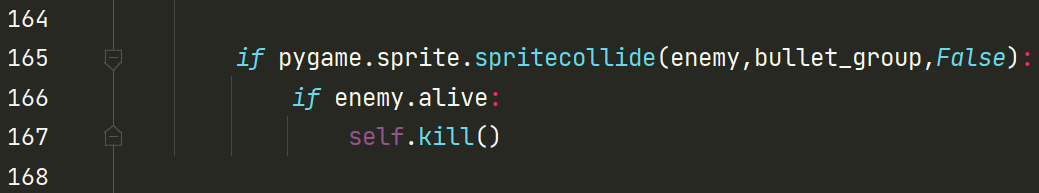 164
165 if pygame.sprite.spritecollide(enemy,bullet_group,False):
166 if enemy.alive:
167 self.kill()
168